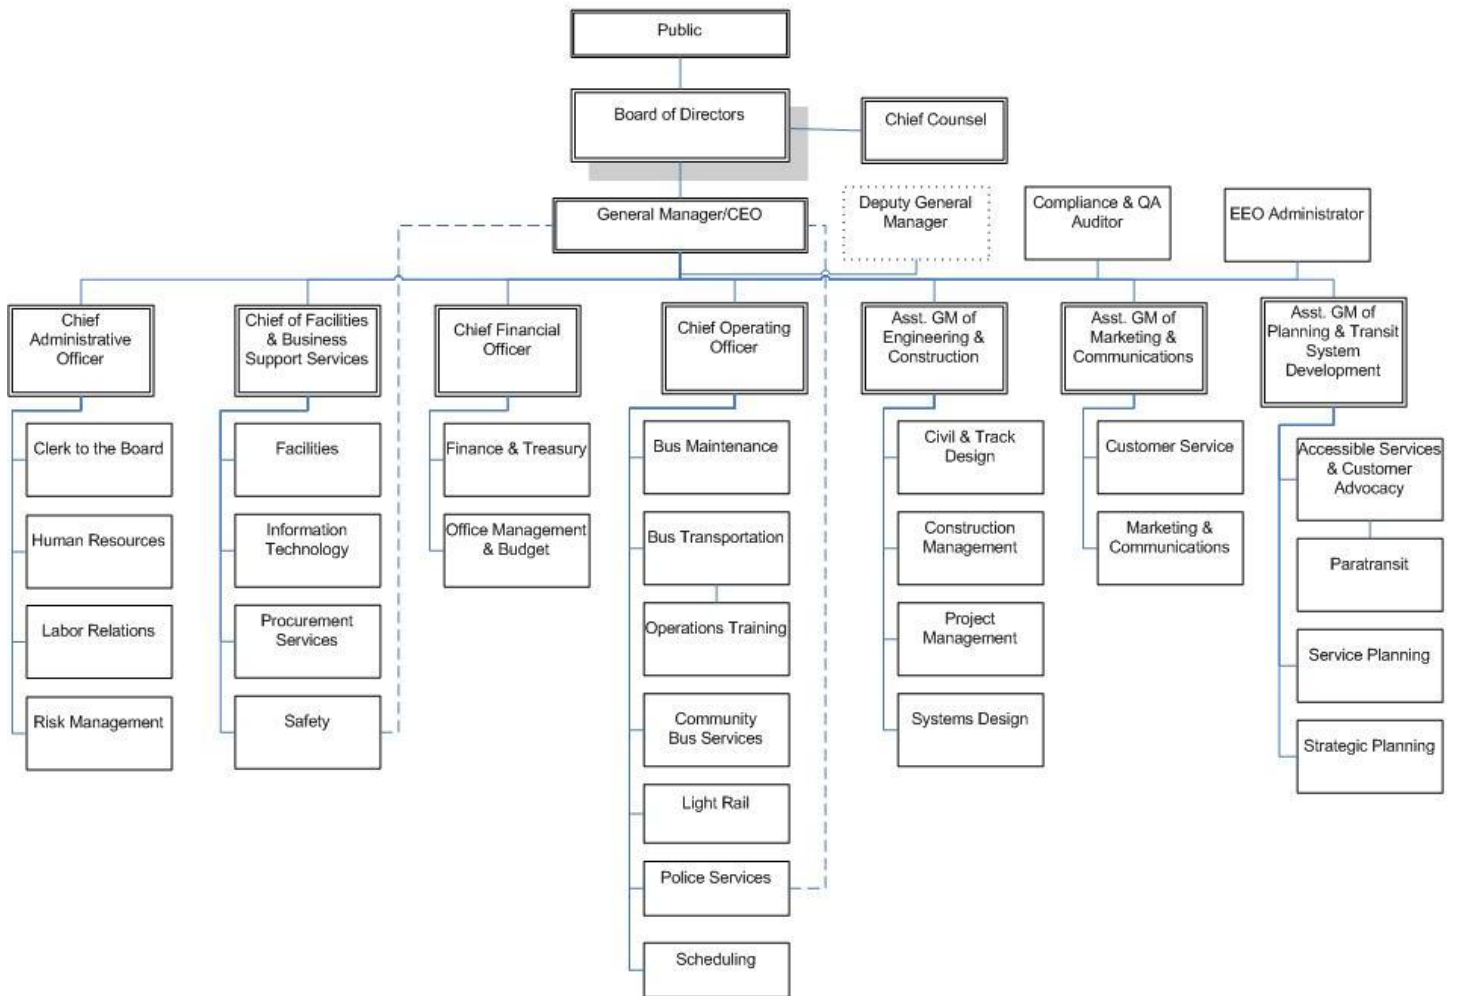 Public
Board of Directors
Chief Counsel
General Manager/CEO
Deputy General
Manager
Compliance & QA
Auditor
EEO Administrator
Chief
Administrative
Officer
Chief of Facilities
& Business
Support Services
Chief Financial
Officer
Chief Operating
Officer
Asst. GM of
Engineering &
Construction
Asst. GM of
Marketing &
Communications
Asst. GM of
Planning & Transit
System
Development
Clerk to the Board
Human Resources
Labor Relations
Risk Management
Facilities
Information
Technology
Procurement
Services
Safety
Finance & Treasury
Office Management
& Budget
Bus Maintenance
Bus Transportation
Operations Training
Community
Bus Services
Light Rail
Police Services
Scheduling
Civil & Track
Design
Construction
Management
Project
Management
Systems Design
Customer Service
Marketing &
Communications
Accessible Services
& Customer
Advocacy
Paratransit
Service Planning
Strategic Planning